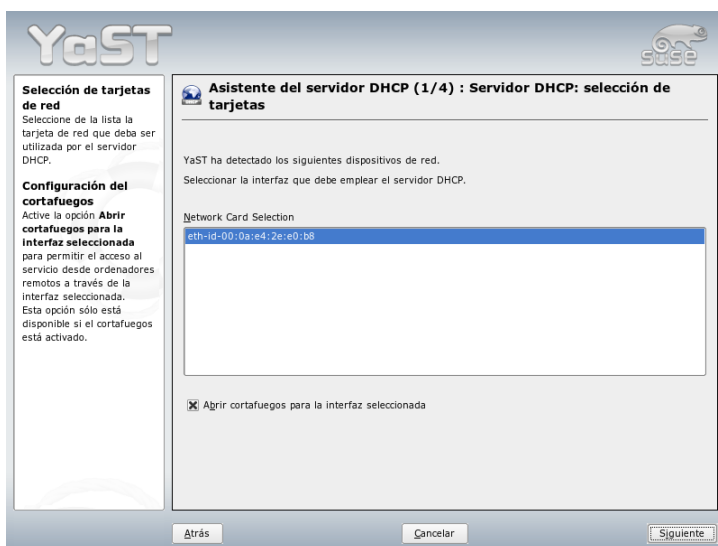 YaST
SUSE
Selección de tarjetas
de red
Seleccione de la lista la
tarjeta de red que deba ser
utilizada por el servidor
DHCP.
Configuración del
cortafuegos
Active la opción Abrir
cortafuegos para la
interfaz seleccionada
para permitir el acceso al
servicio desde ordenadores
remotos a través de la
interfaz seleccionada.
Esta opción sólo está
disponible si el cortafuegos
está activado.
Asistente del servidor DHCP (1/4) : Servidor DHCP: selección de
tarjetas
YaST ha detectado los siguientes dispositivos de red.
Seleccionar la interfaz que debe emplear el servidor DHCP.
Network Card Selection
eth-id-00:0a:e4:2e:e0:b8
Abrir cortafuegos para la interfaz seleccionada
Atrás
Cancelar
Siguiente